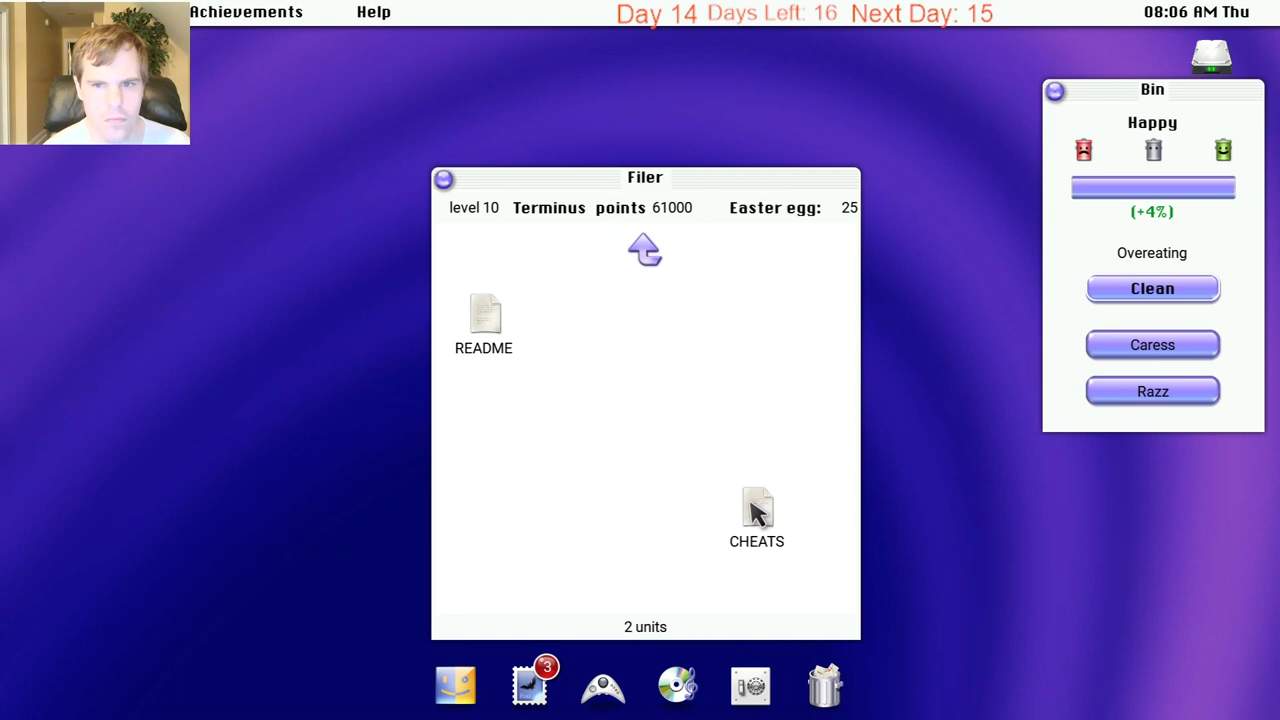 Achievements Help Day 14 Days Left: 16 Next Day: 15 08:06 AM Thu
Bin
Happy
(+4%)
Overeating
Clean
Caress
Razz
Filer
level 10 Terminus points 61000 Easter egg: 25
README
CHEATS
2 units
3